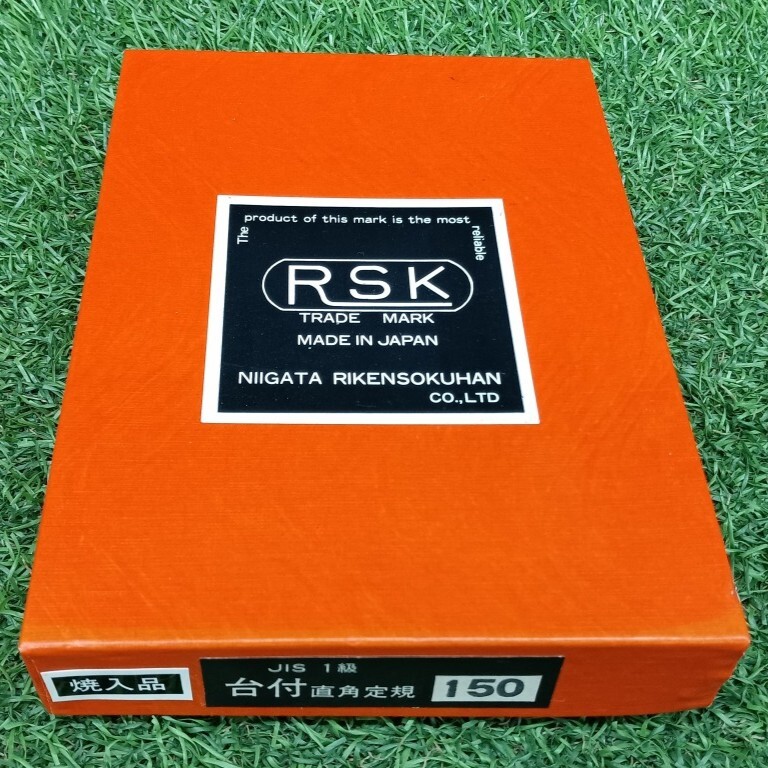 The product of this mark is the most reliable
RSK
TRADE MARK
MADE IN JAPAN
NIIGATA RIKENSOKUHAN
CO.,LTD
焼入品
JIS 1級
台付直角定規 150